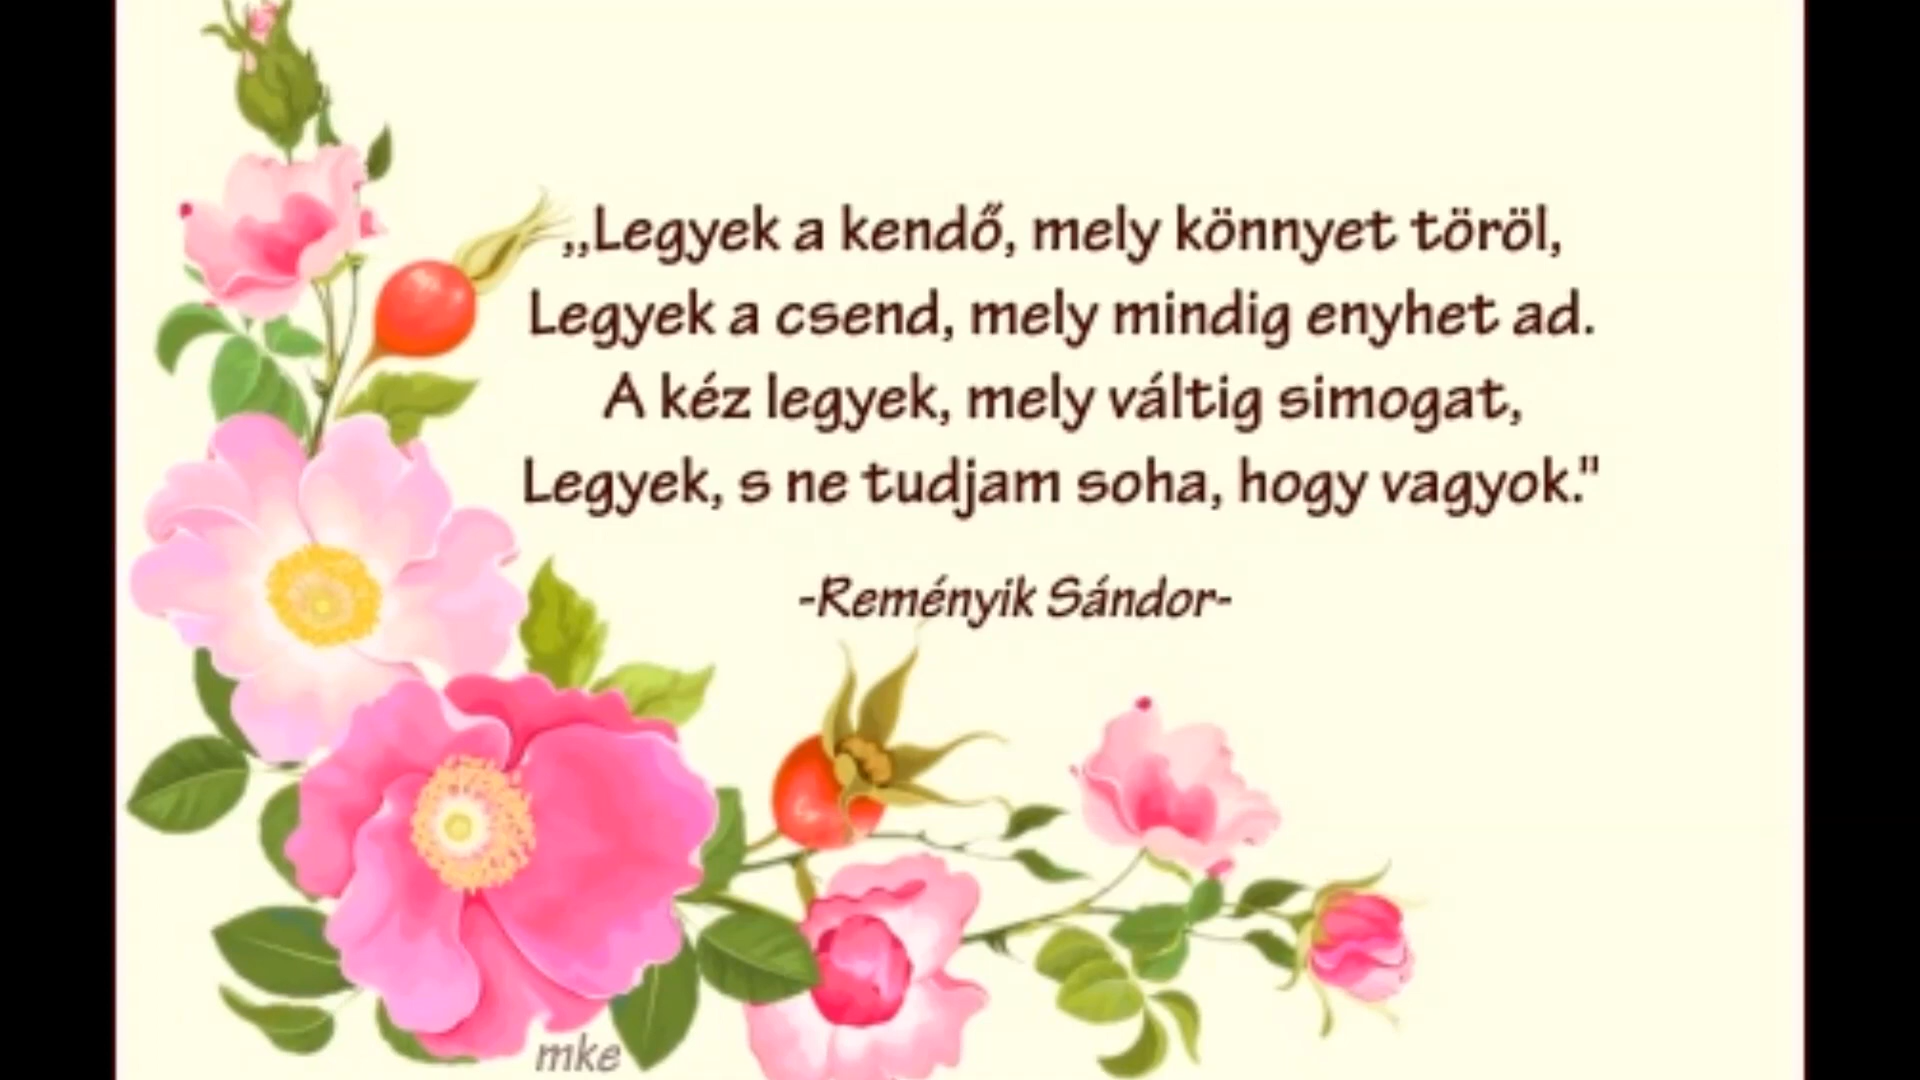 ,,Legyek a kendő, mely könnyet töröl,
Legyek a csend, mely mindig enyhet ad.
A kéz legyek, mely váltig simogat,
Legyek, s ne tudjam soha, hogy vagyok."
-Reményik Sándor-
mke